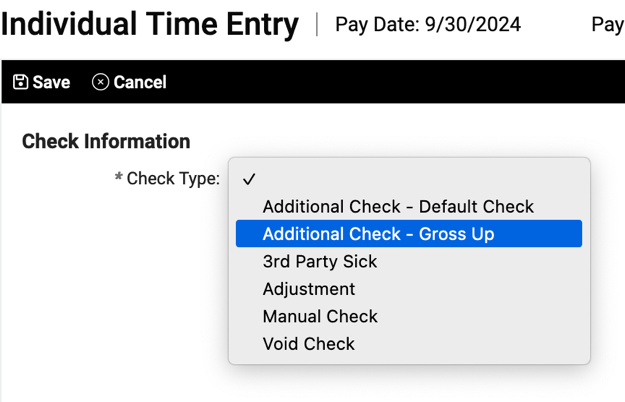 Individual Time Entry | Pay Date: 9/30/2024 Pay
Save Cancel
Check Information
* Check Type: ✓
Additional Check - Default Check
Additional Check - Gross Up
3rd Party Sick
Adjustment
Manual Check
Void Check